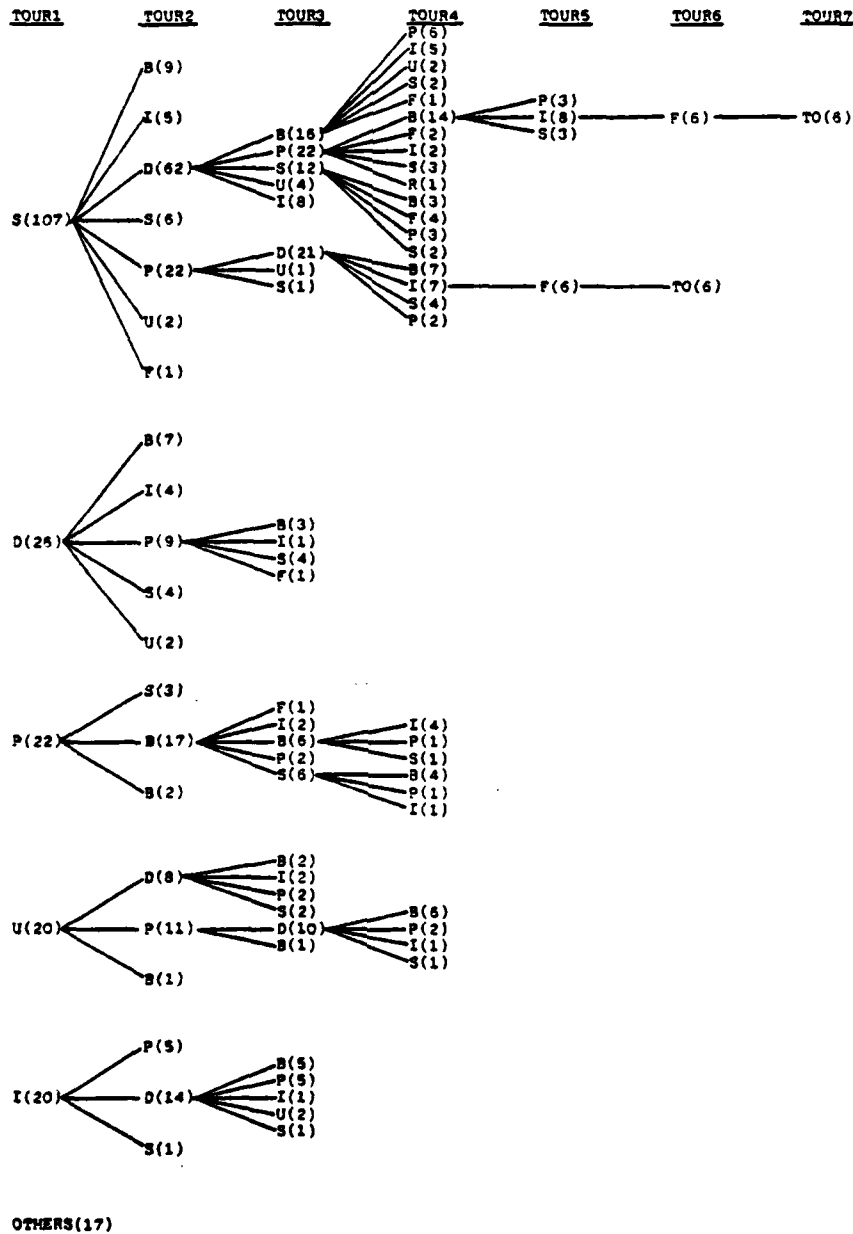 TOUR1 TOUR2 TOUR3 TOUR4 TOUR5 TOUR6 TOUR7
P(6)
I(5)
B(9) U(2)
S(2)
F(1) P(3)
I(5) B(14) I(8) F(6) TO(6)
B(16) F(2) S(3)
P(22) I(2)
D(62) S(12) S(3)
U(4) R(1)
I(8) B(3)
S(107) S(6) F(4)
P(3)
D(21) S(2)
P(22) U(1) B(7)
S(1) I(7) F(6) TO(6)
S(4)
U(2) P(2)
F(1)
B(7)
I(4)
B(3)
D(26) P(9) I(1)
S(4)
F(1)
S(4)
U(2)
S(3)
F(1)
I(2) I(4)
P(22) B(17) B(6) P(1)
P(2) S(1)
S(6) B(4)
B(2) P(1)
I(1)
B(2)
D(8) I(2)
P(2)
S(2) B(6)
U(20) P(11) D(10) P(2)
B(1) I(1)
S(1)
B(1)
P(5)
B(5)
P(5)
I(20) D(14) I(1)
U(2)
S(1)
S(1)
OTHERS(17)